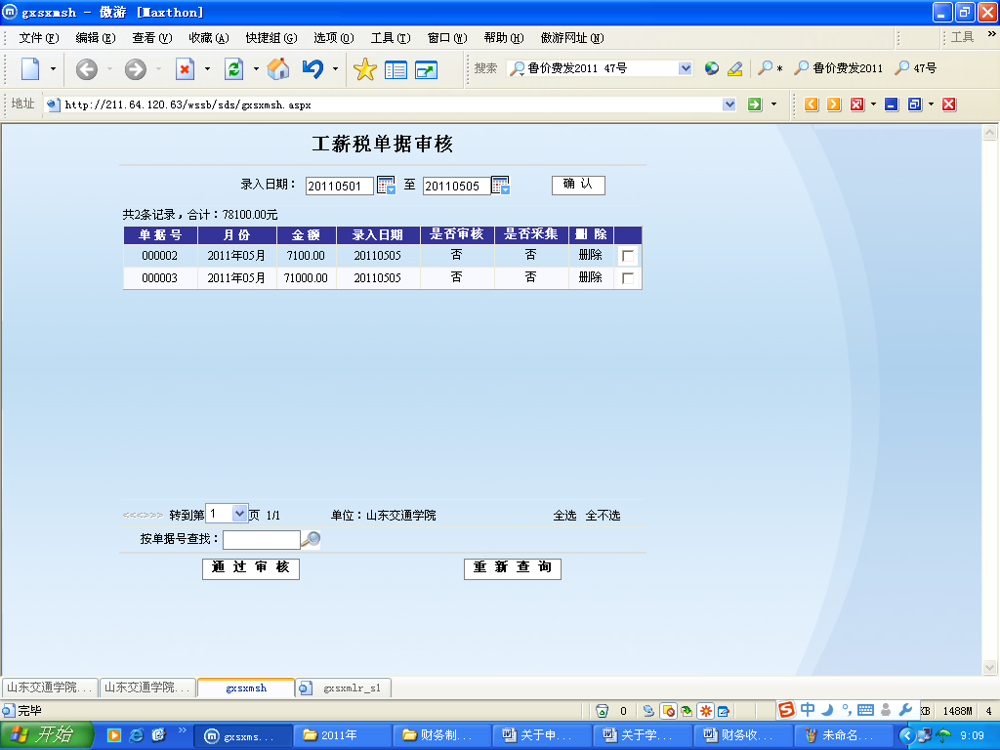 gxsxmsh - 傲游 [Maxthon]
文件(F) 编辑(E) 查看(V) 收藏(A) 快捷组(G) 选项(O) 工具(T) 窗口(W) 帮助(H) 傲游网址(N) 工具 »
搜索 鲁价费发2011 47号 * 鲁价费发2011 47号
地址 http://211.64.120.63/wssb/sds/gxsxmsh.aspx
工薪税单据审核
录入日期： 20110501 至 20110505 确 认
共2条记录，合计：78100.00元
单 据 号 月 份 金 额 录入日期 是否审核 是否采集 删 除
000002 2011年05月 7100.00 20110505 否 否 删除
000003 2011年05月 71000.00 20110505 否 否 删除
<<<>>> 转到第 1 页 1/1 单位：山东交通学院 全选 全不选
按单据号查找：
通 过 审 核 重 新 查 询
山东交通学院... 山东交通学院... gxsxmsh gxsxmlr_s1
完毕 0 中 KB 1488M 4
开始 » gxsxms... 2011年 财务制... 关于申... 关于学... 财务收... 未命名... 9:09